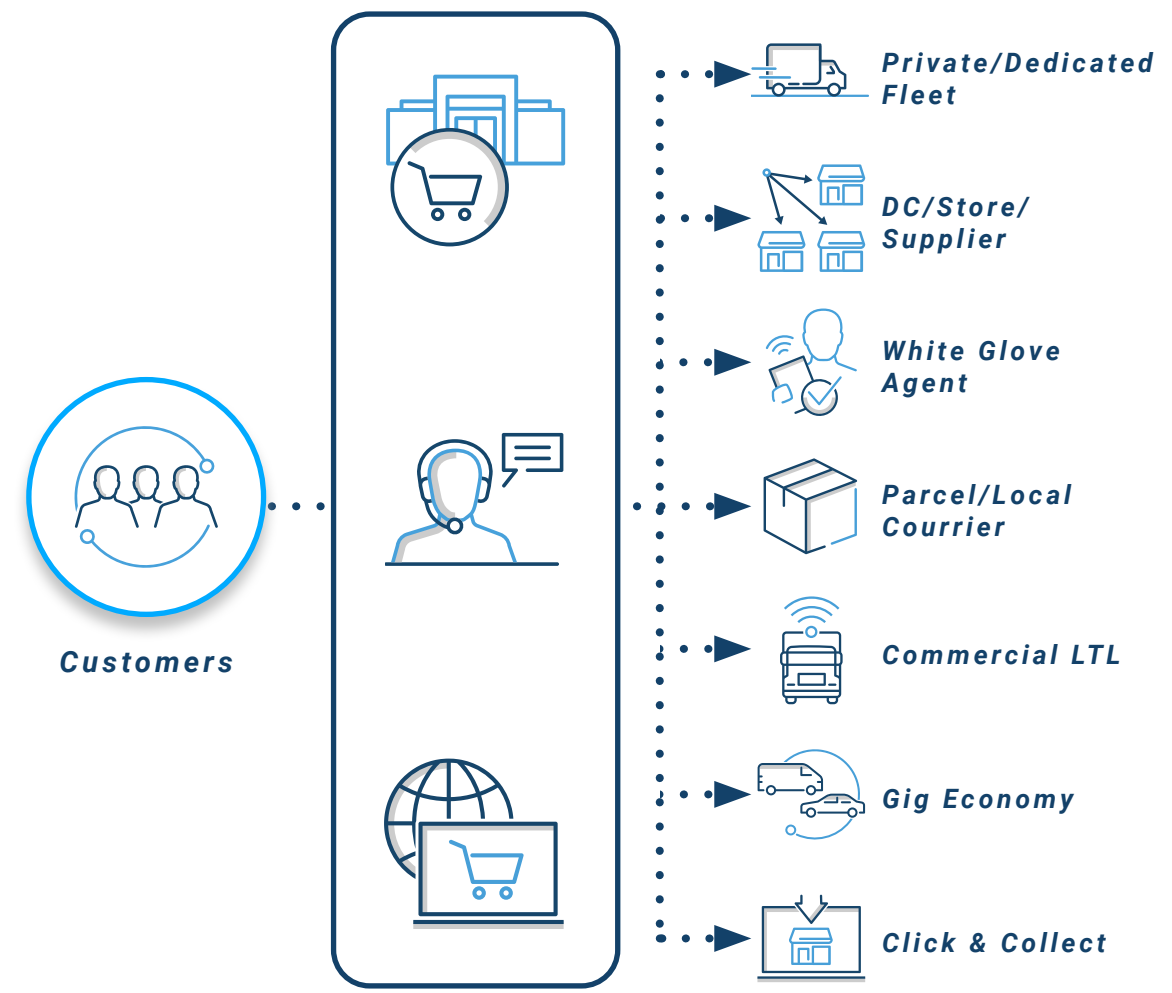 Private/Dedicated
Fleet
DC/Store/
Supplier
White Glove
Agent
Parcel/Local
Courrier
Customers
Commercial LTL
Gig Economy
Click & Collect